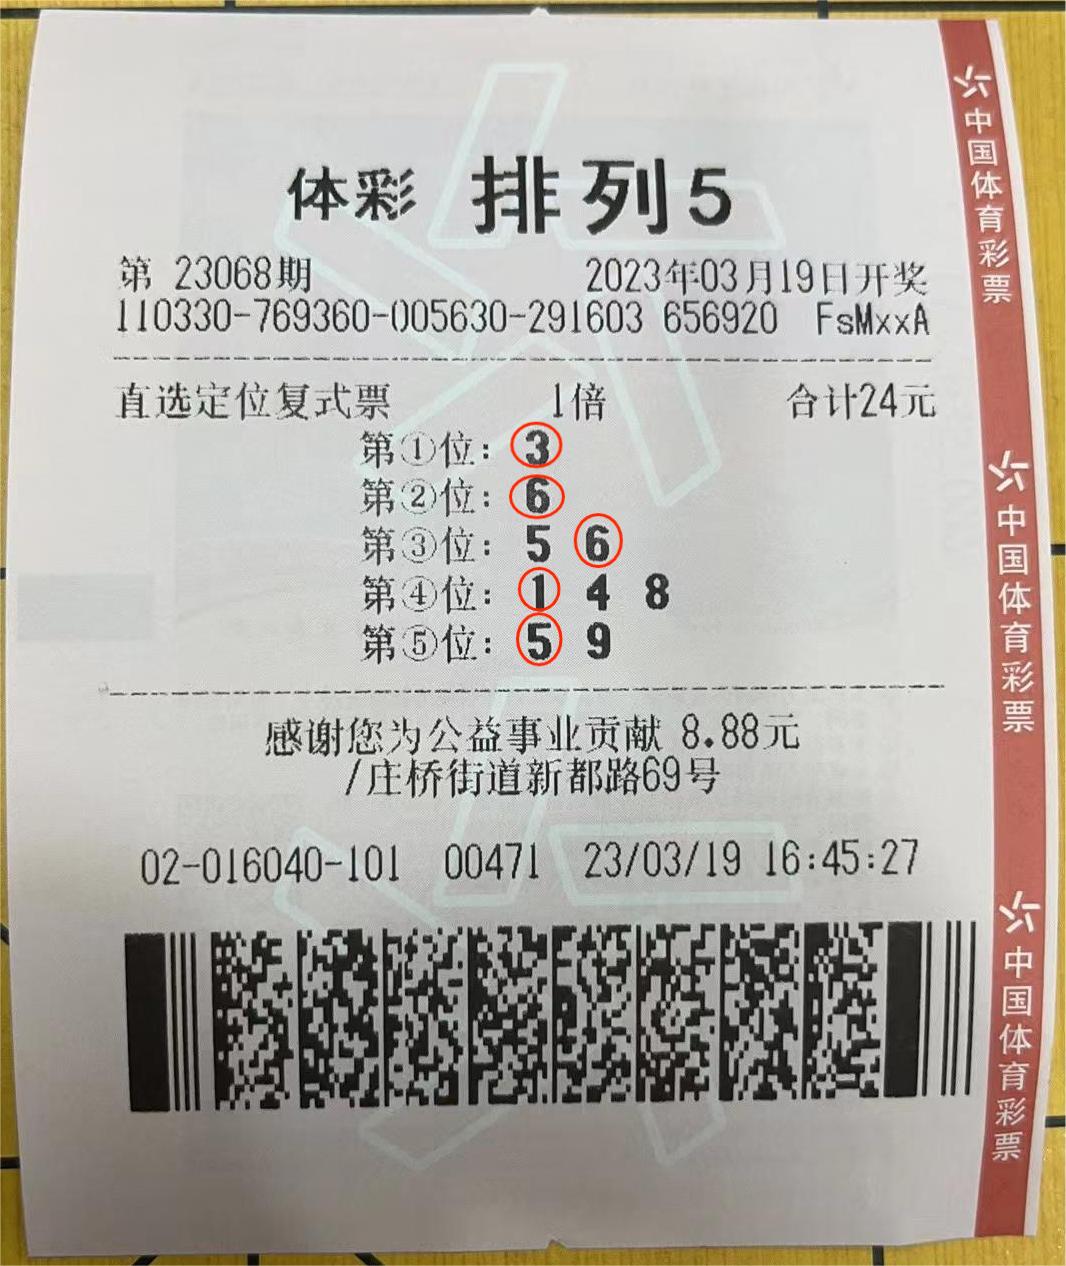 体彩 排列5
第 23068期 2023年03月19日开奖
110330-769360-005630-291603 656920 FsMxxA
直选定位复式票 1倍 合计24元
第①位: 3
第②位: 6
第③位: 5 6
第④位: 1 4 8
第⑤位: 5 9
感谢您为公益事业贡献 8.88元
/庄桥街道新都路69号
02-016040-101 00471 23/03/19 16:45:27
中国体育彩票
中国体育彩票
中国体育彩票